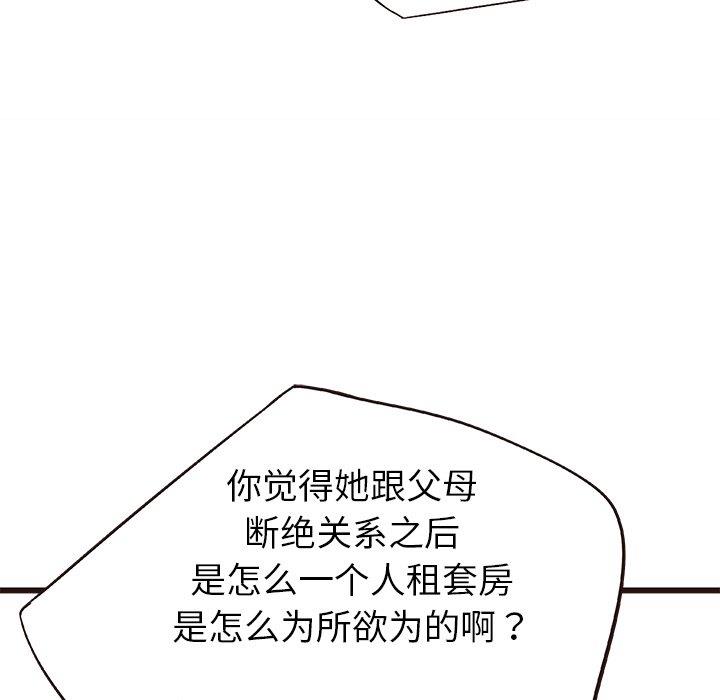 你觉得她跟父母
断绝关系之后
是怎么一个人租套房
是怎么为所欲为的啊？